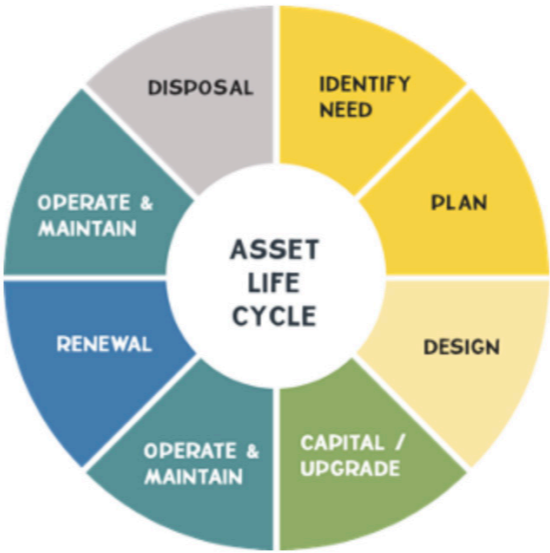 ASSET
LIFE
CYCLE
IDENTIFY
NEED
PLAN
DESIGN
CAPITAL /
UPGRADE
OPERATE &
MAINTAIN
RENEWAL
OPERATE &
MAINTAIN
DISPOSAL